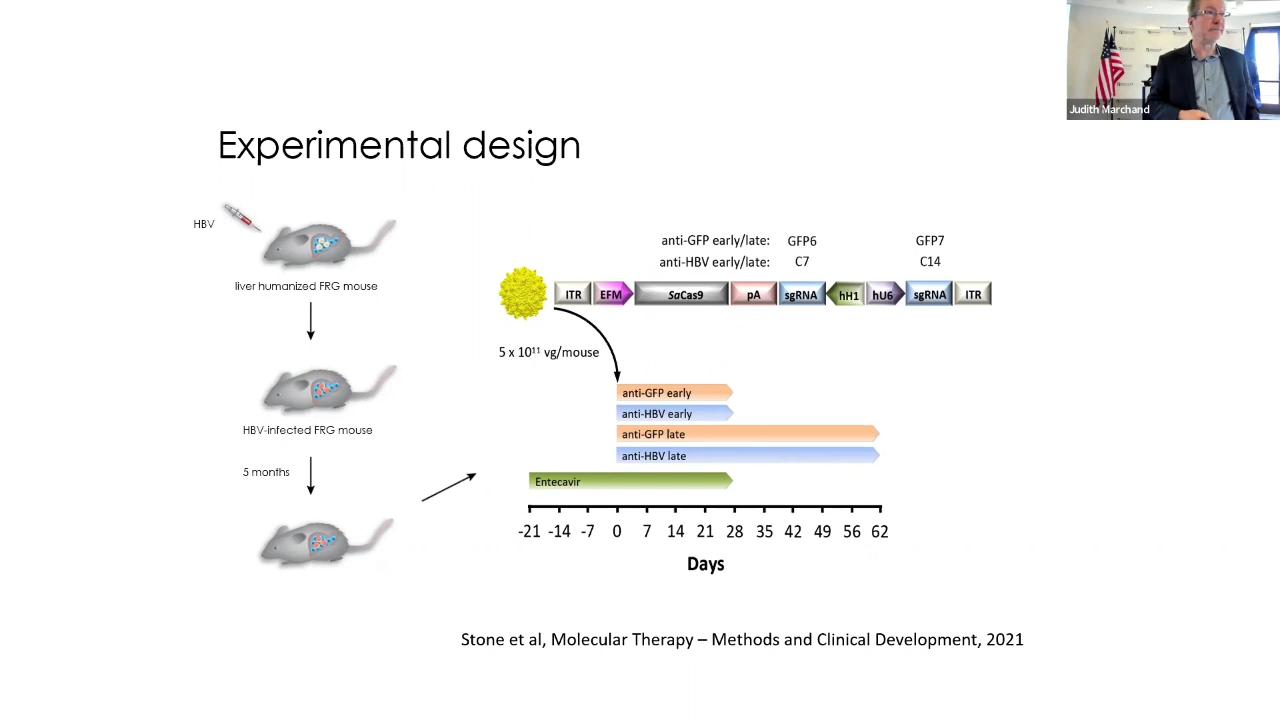 Judith Marchand
Experimental design
HBV
liver humanized FRG mouse
HBV-infected FRG mouse
5 months
anti-GFP early/late: GFP6 GFP7
anti-HBV early/late: C7 C14
ITR EFM SaCas9 pA sgRNA hH1 hU6 sgRNA ITR
5 x 10¹¹ vg/mouse
anti-GFP early
anti-HBV early
anti-GFP late
anti-HBV late
Entecavir
-21 -14 -7 0 7 14 21 28 35 42 49 56 62
Days
Stone et al, Molecular Therapy – Methods and Clinical Development, 2021